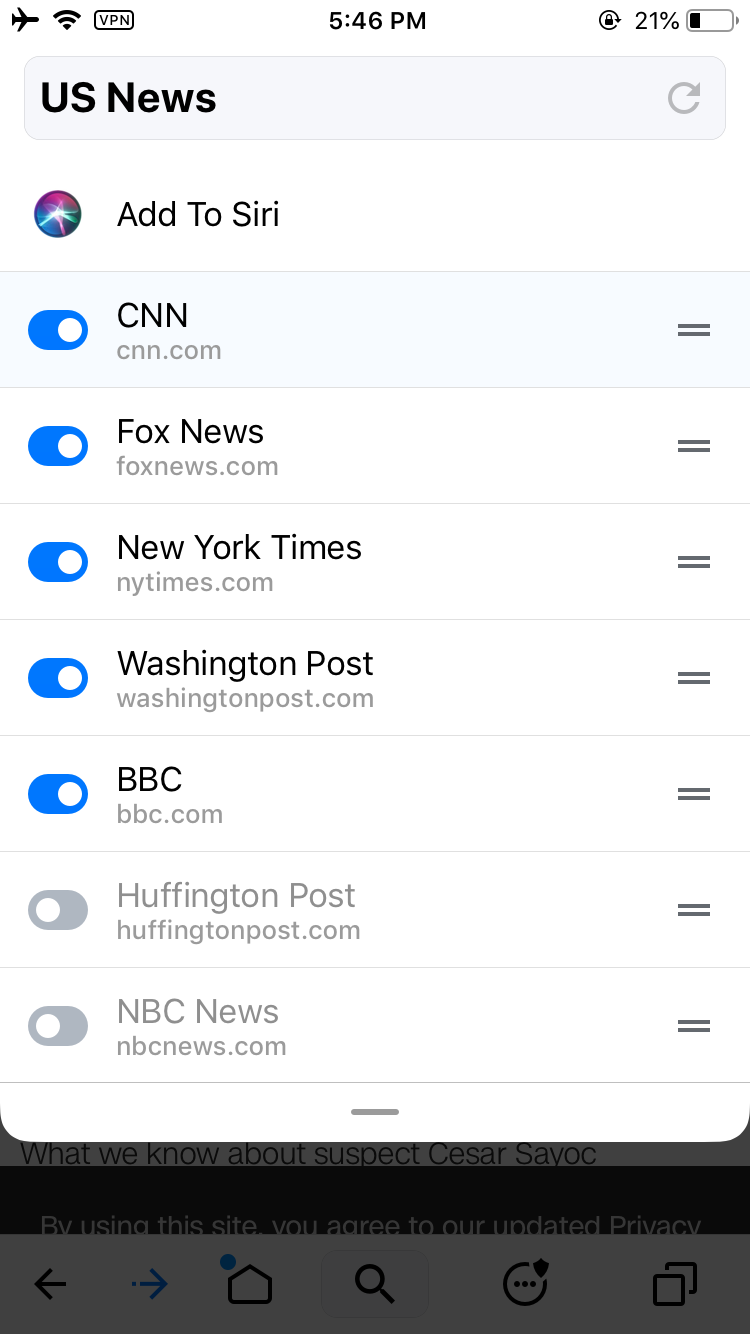 VPN
5:46 PM
21%
US News
Add To Siri
CNN
cnn.com
Fox News
foxnews.com
New York Times
nytimes.com
Washington Post
washingtonpost.com
BBC
bbc.com
Huffington Post
huffingtonpost.com
NBC News
nbcnews.com
What we know about suspect Cesar Sayoc
By using this site, you agree to our updated Privacy